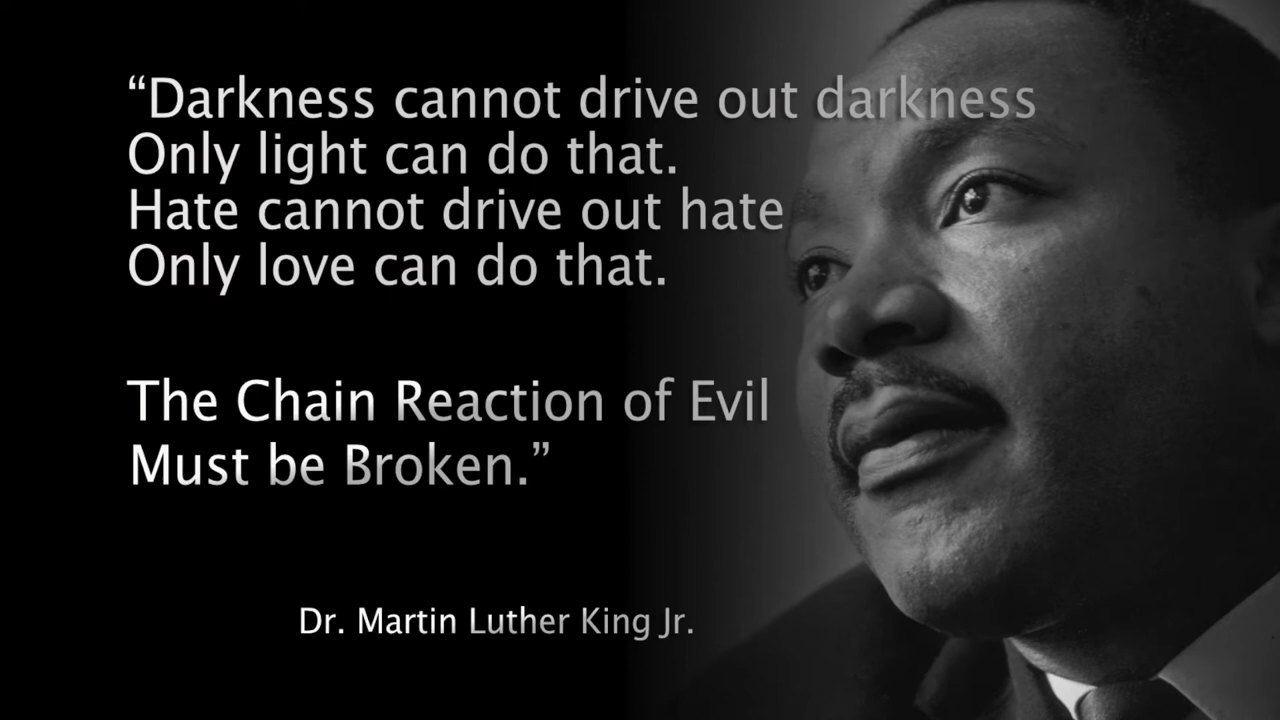 “Darkness cannot drive out darkness
Only light can do that.
Hate cannot drive out hate
Only love can do that.
The Chain Reaction of Evil
Must be Broken.”
Dr. Martin Luther King Jr.